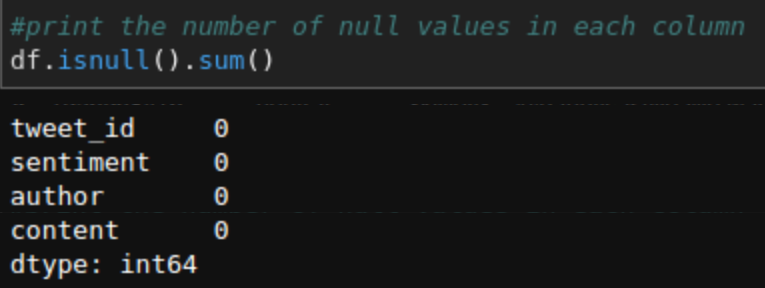 #print the number of null values in each column
df.isnull().sum()
tweet_id     0
sentiment    0
author       0
content      0
dtype: int64